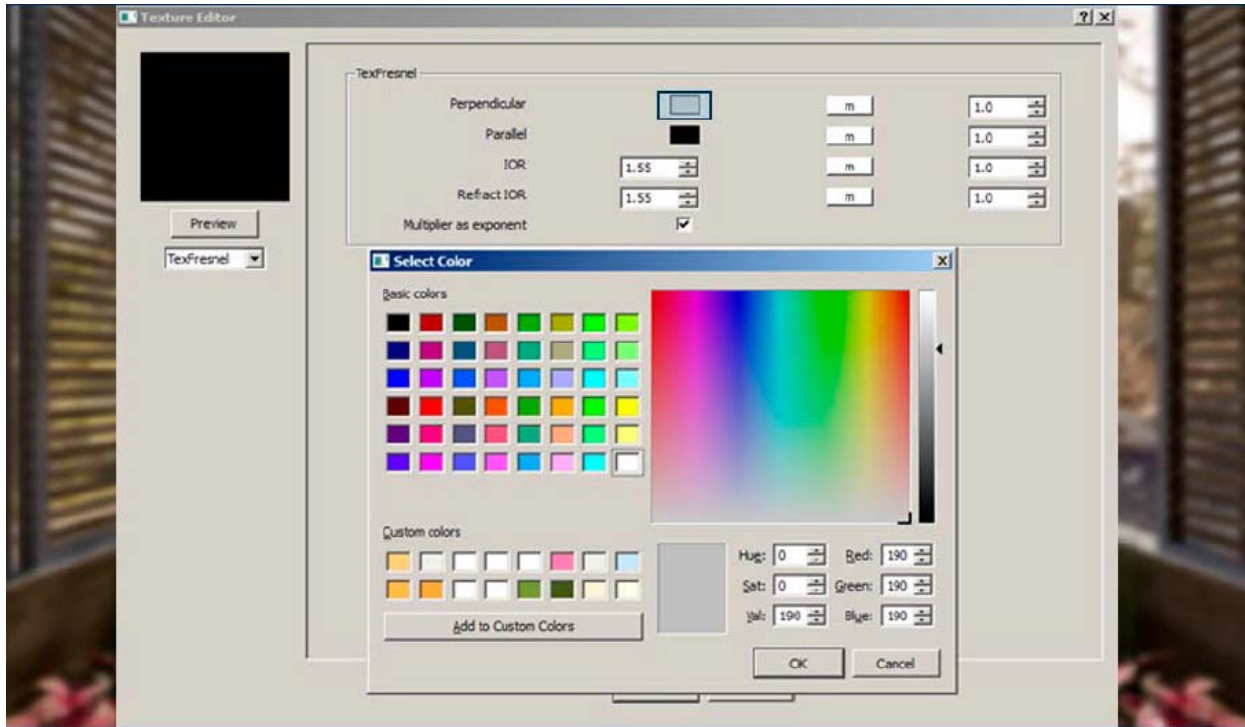 Texture Editor
TexFresnel
Perpendicular m 1.0
Parallel m 1.0
IOR 1.55 m 1.0
Refract IOR 1.55 m 1.0
Multiplier as exponent
Preview
TexFresnel
Select Color
Basic colors
Custom colors
Hue: 0 Red: 190
Sat: 0 Green: 190
Val: 190 Blue: 190
Add to Custom Colors
OK Cancel